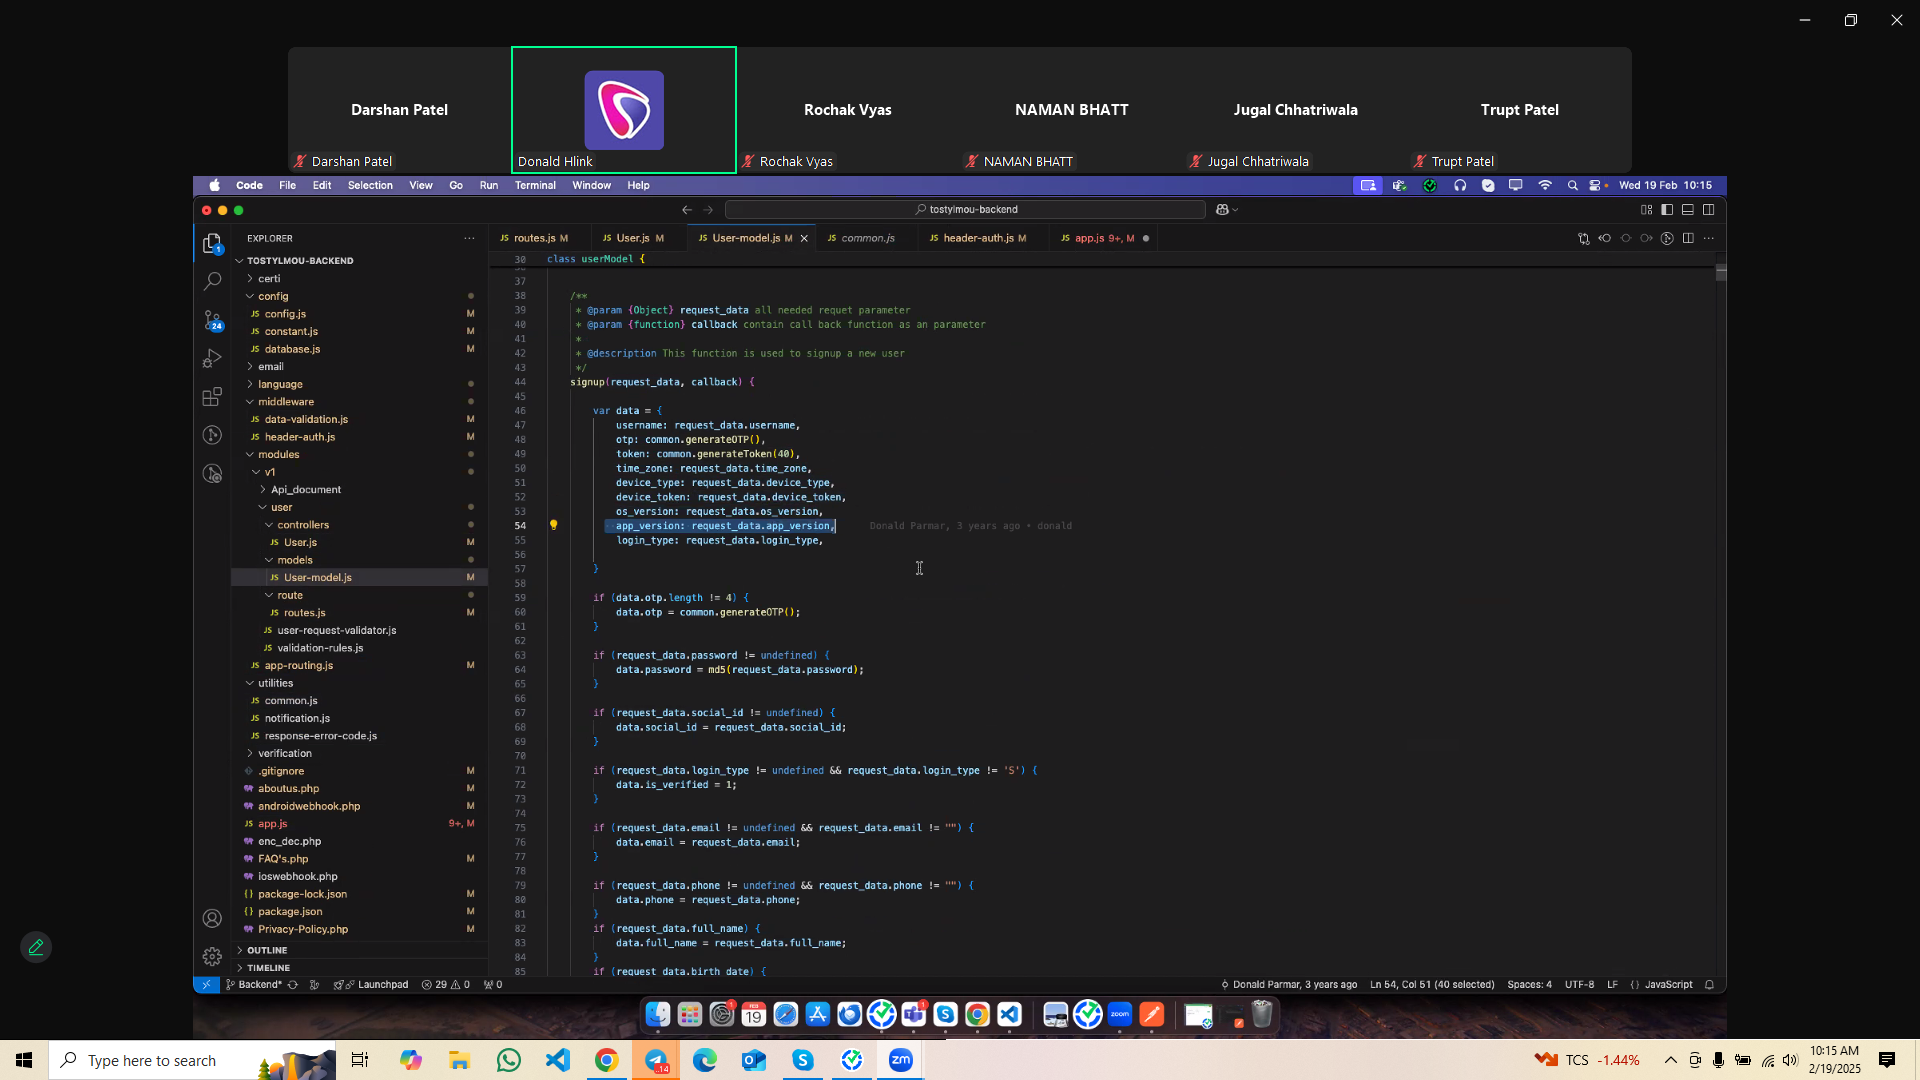 Darshan Patel
Rochak Vyas
NAMAN BHATT
Jugal Chhatriwala
Trupt Patel
Darshan Patel
Donald Hlink
Rochak Vyas
NAMAN BHATT
Jugal Chhatriwala
Trupt Patel
Code File Edit Selection View Go Run Terminal Window Help
Wed 19 Feb 10:15
tostylmou-backend
EXPLORER
routes.js M
User.js M
User-model.js M
common.js
header-auth.js M
app.js 9+, M
TOSTYLMOU-BACKEND
certi
config
config.js
constant.js
database.js M
email
language
middleware
data-validation.js M
header-auth.js M
modules
v1
Api_document
user
controllers
User.js M
models
User-model.js M
route
routes.js M
user-request-validator.js
validation-rules.js
app-routing.js M
utilities
common.js
notification.js
response-error-code.js
verification
.gitignore M
aboutus.php M
androidwebhook.php M
app.js 9+, M
enc_dec.php
FAQ's.php M
ioswebhook.php
package-lock.json M
package.json M
Privacy-Policy.php M
OUTLINE
TIMELINE
1
24
30 class userModel {
37
38 /**
39 * @param {Object} request_data all needed requet parameter
40 * @param {function} callback contain call back function as an parameter
41 *
42 * @description This function is used to signup a new user
43 */
44 signup(request_data, callback) {
45
46 var data = {
47 username: request_data.username,
48 otp: common.generateOTP(),
49 token: common.generateToken(40),
50 time_zone: request_data.time_zone,
51 device_type: request_data.device_type,
52 device_token: request_data.device_token,
53 os_version: request_data.os_version,
54 app_version: request_data.app_version, Donald Parmar, 3 years ago • donald
55 login_type: request_data.login_type,
56
57 }
58
59 if (data.otp.length != 4) {
60 data.otp = common.generateOTP();
61 }
62
63 if (request_data.password != undefined) {
64 data.password = md5(request_data.password);
65 }
66
67 if (request_data.social_id != undefined) {
68 data.social_id = request_data.social_id;
69 }
70
71 if (request_data.login_type != undefined && request_data.login_type != 'S') {
72 data.is_verified = 1;
73 }
74
75 if (request_data.email != undefined && request_data.email != "") {
76 data.email = request_data.email;
77 }
78
79 if (request_data.phone != undefined && request_data.phone != "") {
80 data.phone = request_data.phone;
81 }
82 if (request_data.full_name) {
83 data.full_name = request_data.full_name;
84 }
85 if (request_data.birth_date) {
Backend* Launchpad 29 0 0
Donald Parmar, 3 years ago Ln 54, Col 51 (40 selected) Spaces: 4 UTF-8 LF {} JavaScript
FEB
19
zoom
Type here to search
14
zm
TCS -1.44%
10:15 AM
2/19/2025